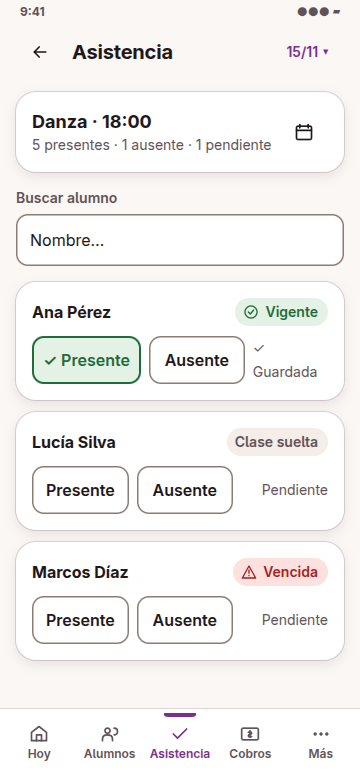 9:41
Asistencia
15/11 ▾
Danza · 18:00
5 presentes · 1 ausente · 1 pendiente
Buscar alumno
Nombre...
Ana Pérez
Vigente
✓ Presente
Ausente
✓ Guardada
Lucía Silva
Clase suelta
Presente
Ausente
Pendiente
Marcos Díaz
Vencida
Presente
Ausente
Pendiente
Hoy
Alumnos
Asistencia
Cobros
Más